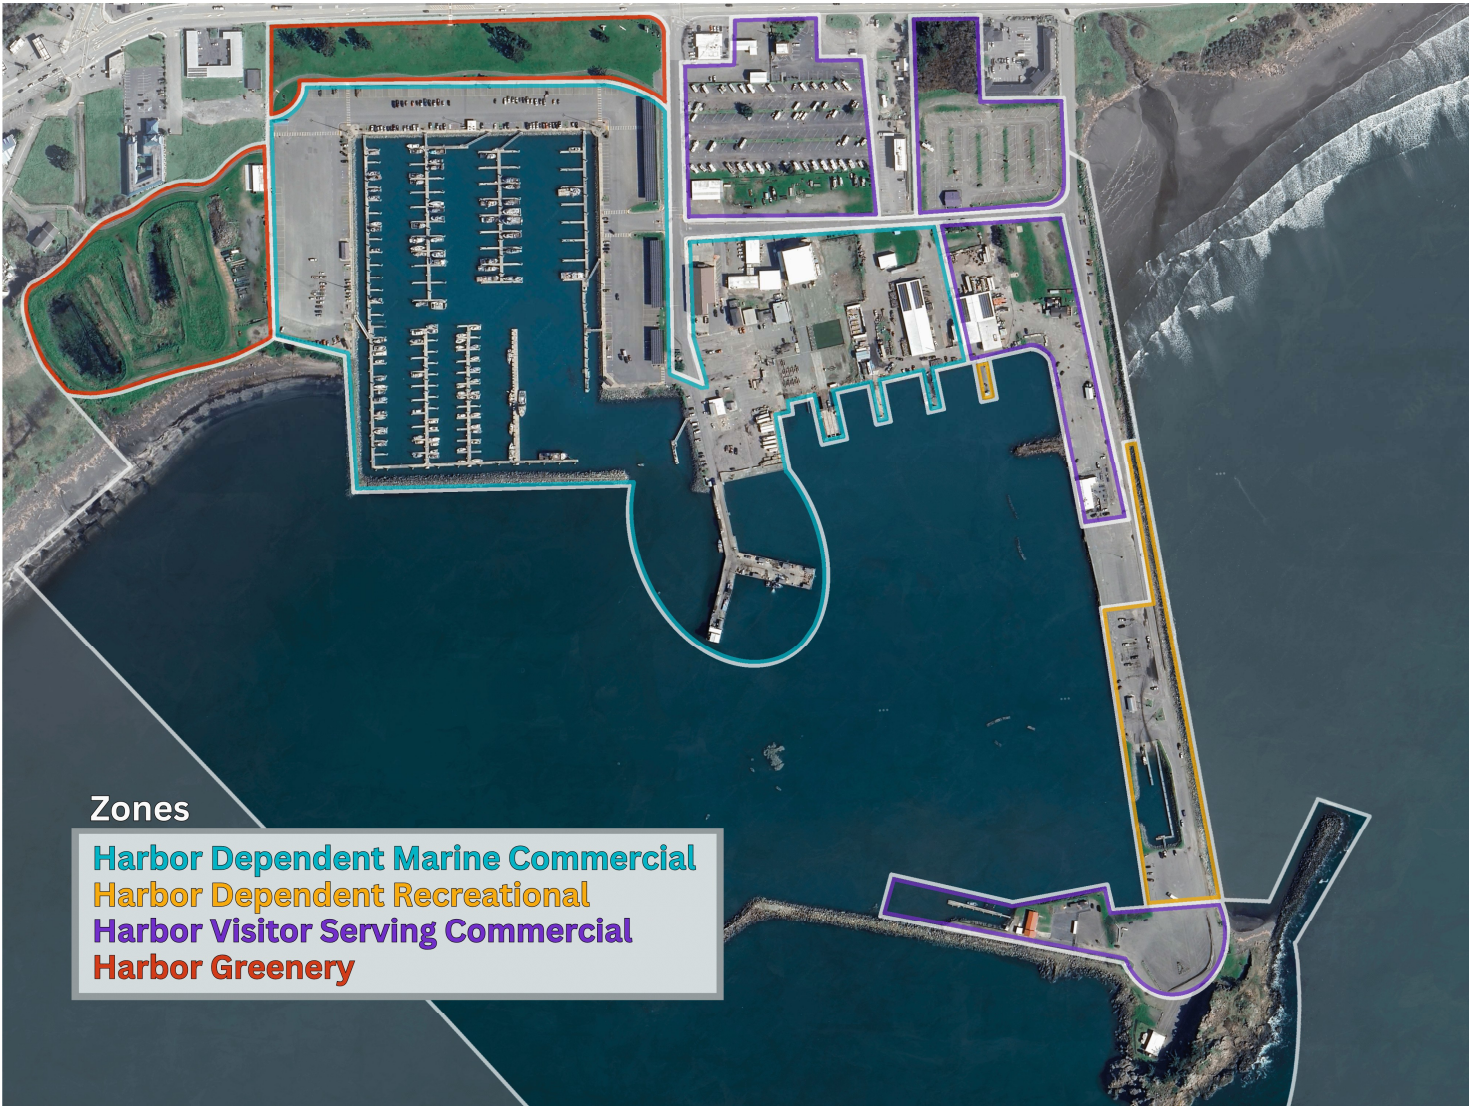 Zones
Harbor Dependent Marine Commercial
Harbor Dependent Recreational
Harbor Visitor Serving Commercial
Harbor Greenery